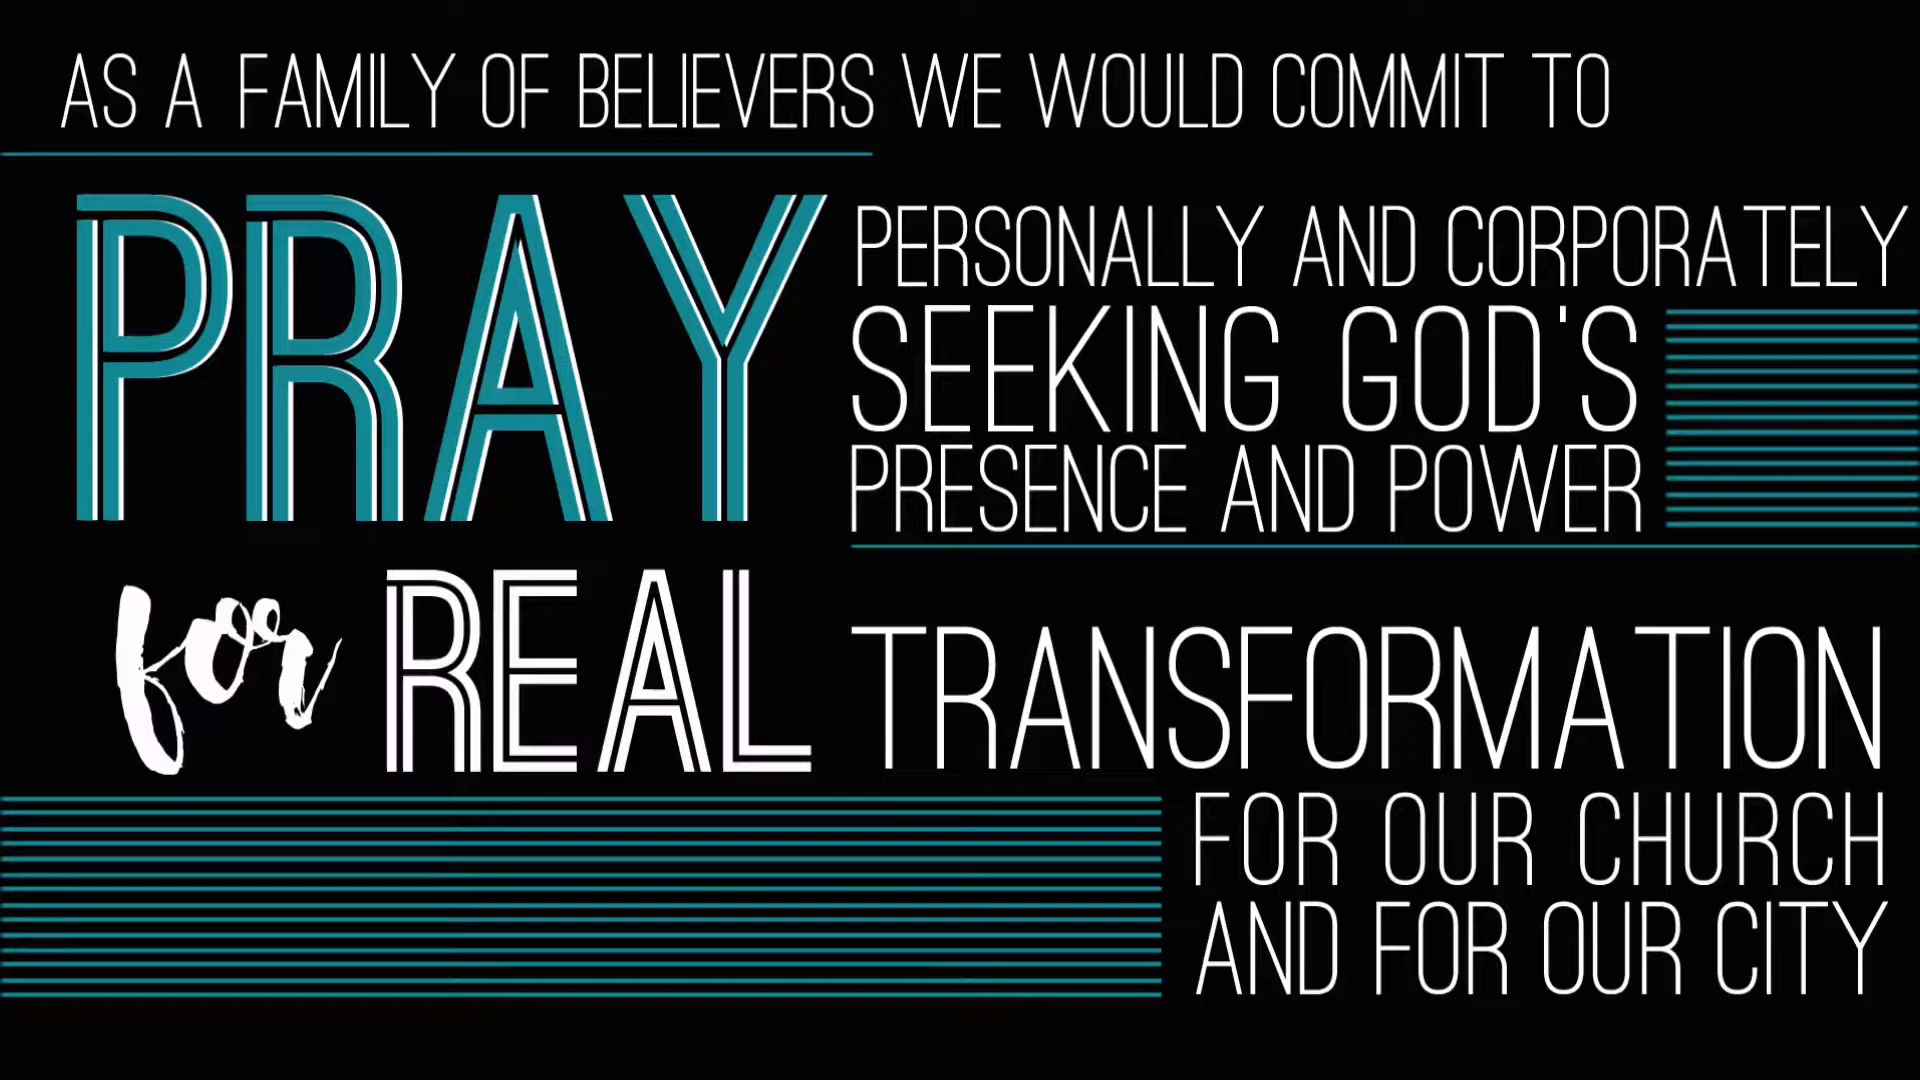 AS A FAMILY OF BELIEVERS WE WOULD COMMIT TO
PRAY
PERSONALLY AND CORPORATELY
SEEKING GOD'S
PRESENCE AND POWER
for REAL
TRANSFORMATION
FOR OUR CHURCH
AND FOR OUR CITY